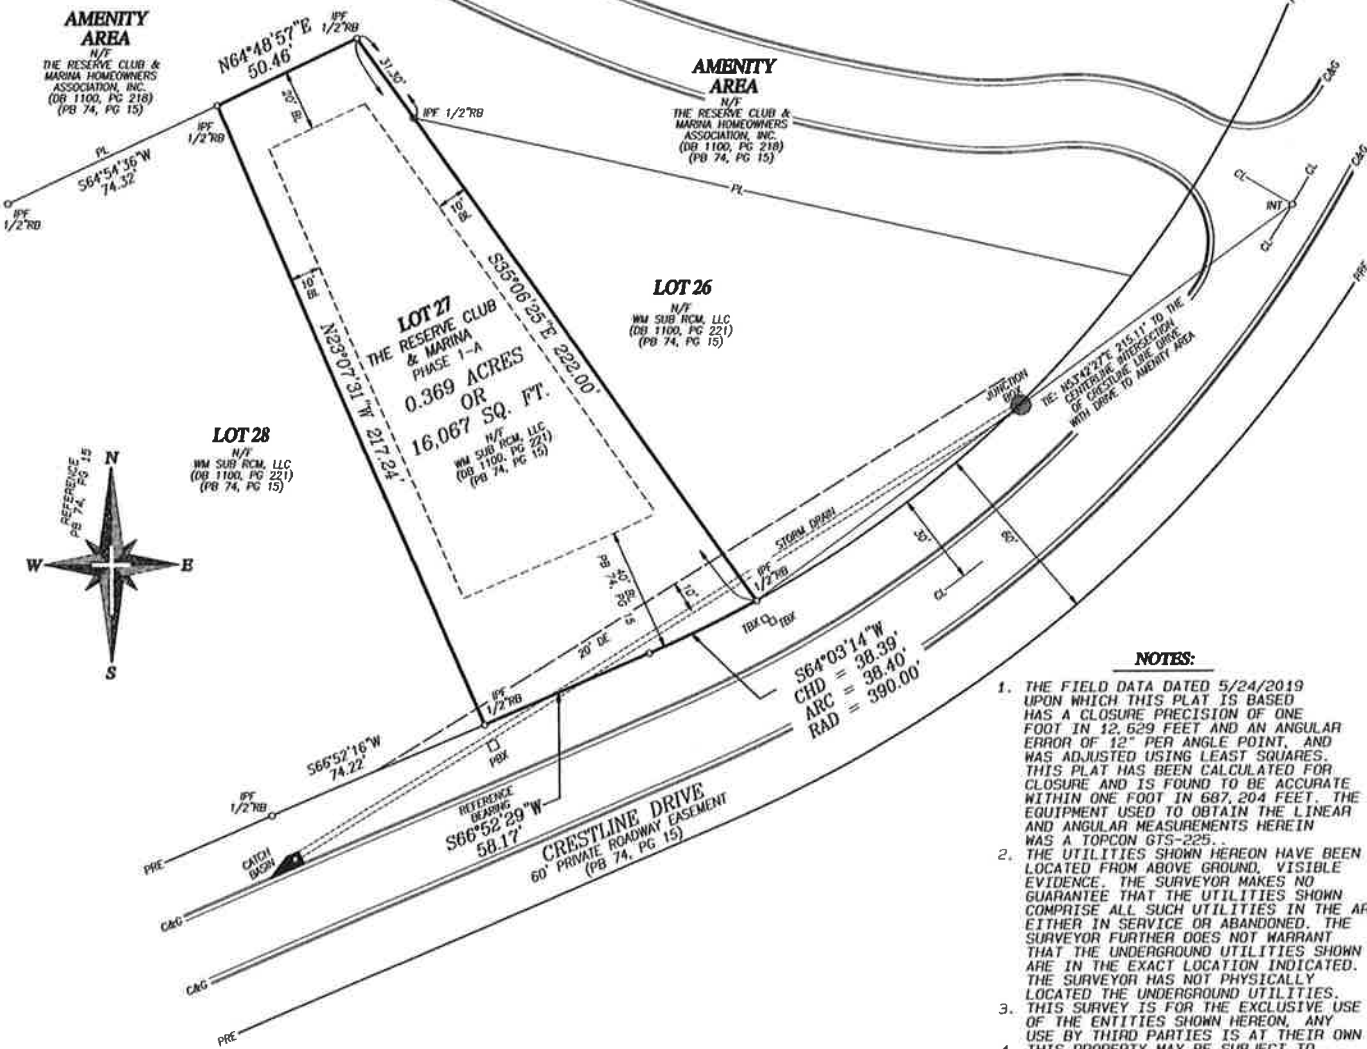 AMENITY
AREA
N/F
THE RESERVE CLUB &
MARINA HOMEOWNERS
ASSOCIATION, INC.
(DB 1100, PG 218)
(PB 74, PG 15)
N64°48'57"E
50.46'
IPF
1/2"RB
31.30'
IPF 1/2"RB
20' BL
IPF
1/2"RB
PL
S64°54'36"W
74.32'
IPF
1/2"RB
AMENITY
AREA
N/F
THE RESERVE CLUB &
MARINA HOMEOWNERS
ASSOCIATION, INC.
(DB 1100, PG 218)
(PB 74, PG 15)
PL
C&G
C&G
CL
CL
INT
CL
PRE
10'
BL
10'
BL
S35°06'25"E 222.00'
N23°07'31"W 217.24'
LOT 27
THE RESERVE CLUB
& MARINA
PHASE 1-A
0.369 ACRES
OR
16,067 SQ. FT.
N/F
WM SUB RCM, LLC
(DB 1100, PG 221)
(PB 74, PG 15)
LOT 26
N/F
WM SUB RCM, LLC
(DB 1100, PG 221)
(PB 74, PG 15)
LOT 28
N/F
WM SUB RCM, LLC
(DB 1100, PG 221)
(PB 74, PG 15)
REFERENCE
PB 74, PG 15
N
W
E
S
JUNCTION
BOX
TIE: N53°42'27"E 215.11' TO THE
CENTERLINE INTERSECTION
OF CRESTLINE LINE DRIVE
WITH DRIVE TO AMENITY AREA
STORM DRAIN
30'
60'
CL
40' BL
PB 74, PG 15
10'
IPF
1/2"RB
TBX
TBX
20' DE
S64°03'14"W
CHD = 38.39'
ARC = 38.40'
RAD = 390.00'
IPF
1/2"RB
PBX
S66°52'16"W
74.22'
IPF
1/2"RB
REFERENCE
BEARING
S66°52'29"W
58.17'
CRESTLINE DRIVE
60' PRIVATE ROADWAY EASEMENT
(PB 74, PG 15)
CATCH
BASIN
PRE
C&G
C&G
PRE
NOTES:
1. THE FIELD DATA DATED 5/24/2019
UPON WHICH THIS PLAT IS BASED
HAS A CLOSURE PRECISION OF ONE
FOOT IN 12,629 FEET AND AN ANGULAR
ERROR OF 12" PER ANGLE POINT, AND
WAS ADJUSTED USING LEAST SQUARES.
THIS PLAT HAS BEEN CALCULATED FOR
CLOSURE AND IS FOUND TO BE ACCURATE
WITHIN ONE FOOT IN 687,204 FEET. THE
EQUIPMENT USED TO OBTAIN THE LINEAR
AND ANGULAR MEASUREMENTS HEREIN
WAS A TOPCON GTS-225..
2. THE UTILITIES SHOWN HEREON HAVE BEEN
LOCATED FROM ABOVE GROUND, VISIBLE
EVIDENCE. THE SURVEYOR MAKES NO
GUARANTEE THAT THE UTILITIES SHOWN
COMPRISE ALL SUCH UTILITIES IN THE AR
EITHER IN SERVICE OR ABANDONED. THE
SURVEYOR FURTHER DOES NOT WARRANT
THAT THE UNDERGROUND UTILITIES SHOWN
ARE IN THE EXACT LOCATION INDICATED.
THE SURVEYOR HAS NOT PHYSICALLY
LOCATED THE UNDERGROUND UTILITIES.
3. THIS SURVEY IS FOR THE EXCLUSIVE USE
OF THE ENTITIES SHOWN HEREON, ANY
USE BY THIRD PARTIES IS AT THEIR OWN
4. THIS PROPERTY MAY BE SUBJECT TO